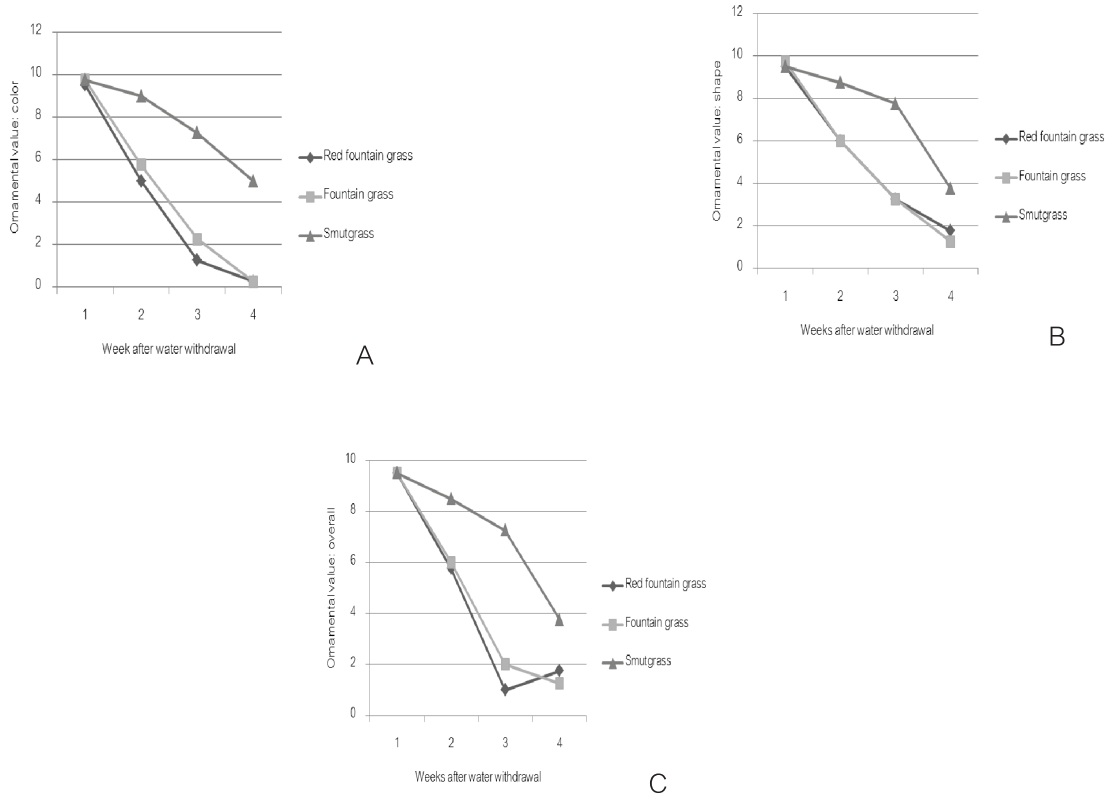 Ornamental value: color
12
10
8
6
4
2
0
1 2 3 4
Week after water withdrawal
Red fountain grass
Fountain grass
Smutgrass
A
Ornamental value: shape
12
10
8
6
4
2
0
1 2 3 4
Weeks after water withdrawal
Red fountain grass
Fountain grass
Smutgrass
B
Ornamental value: overall
10
8
6
4
2
0
1 2 3 4
Weeks after water withdrawal
Red fountain grass
Fountain grass
Smutgrass
C